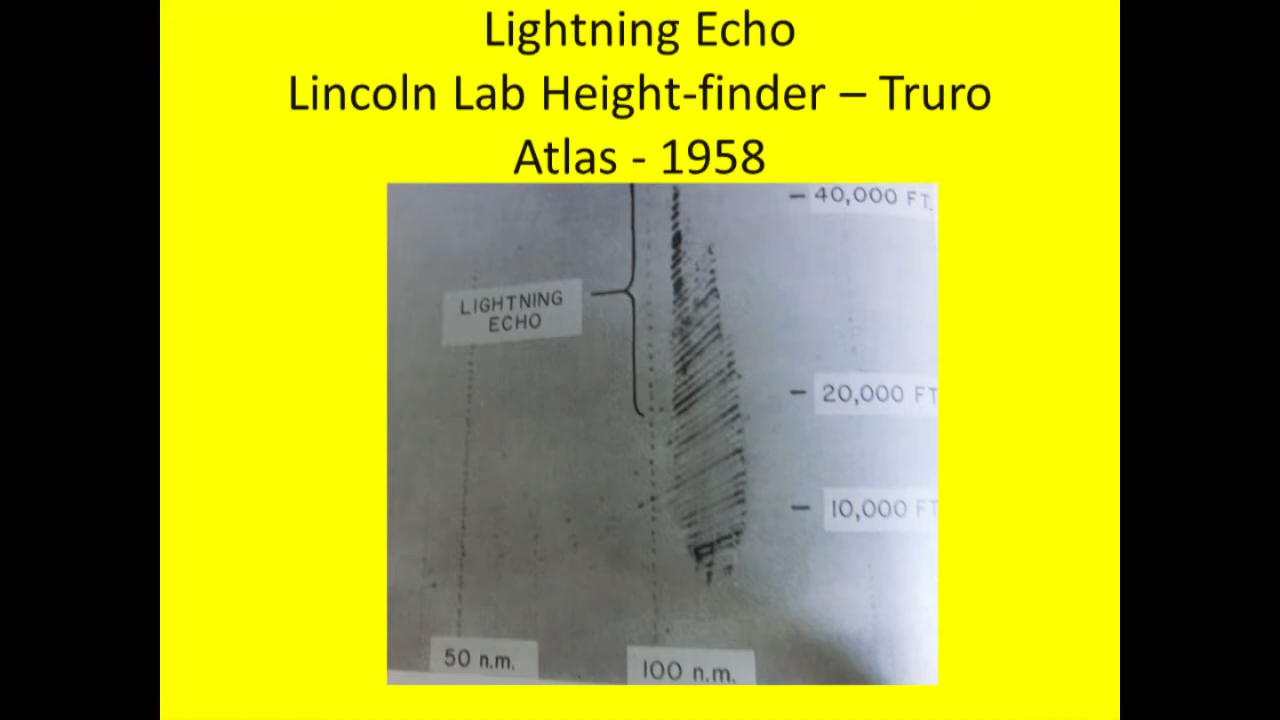 Lightning Echo
Lincoln Lab Height-finder – Truro
Atlas - 1958
40,000 FT.
LIGHTNING
ECHO
20,000 FT
10,000 FT
50 n.m.
100 n.m.